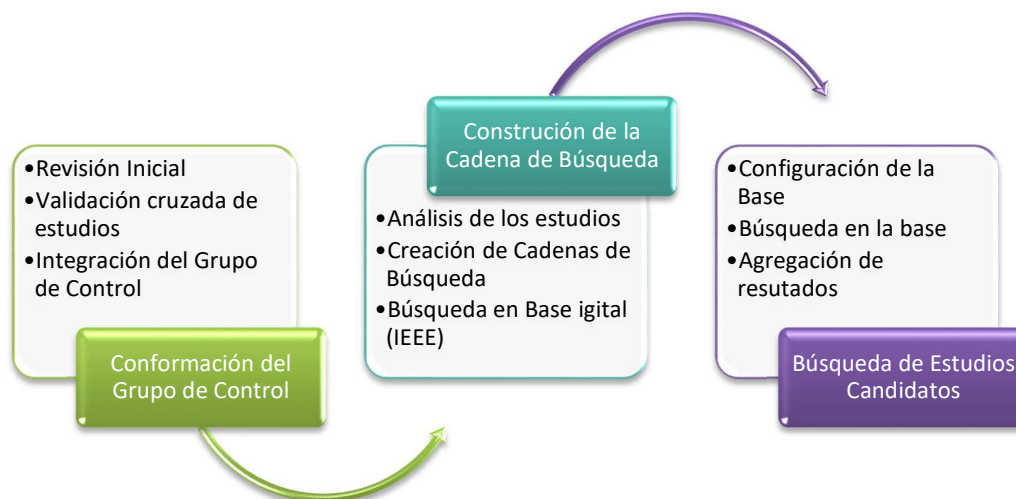 •Revisión Inicial
•Validación cruzada de
estudios
•Integración del Grupo
de Control
Conformación del
Grupo de Control
Construción de la
Cadena de Búsqueda
•Análisis de los estudios
•Creación de Cadenas de
Búsqueda
•Búsqueda en Base igital
(IEEE)
•Configuración de la
Base
•Búsqueda en la base
•Agregación de
resutados
Búsqueda de Estudios
Candidatos